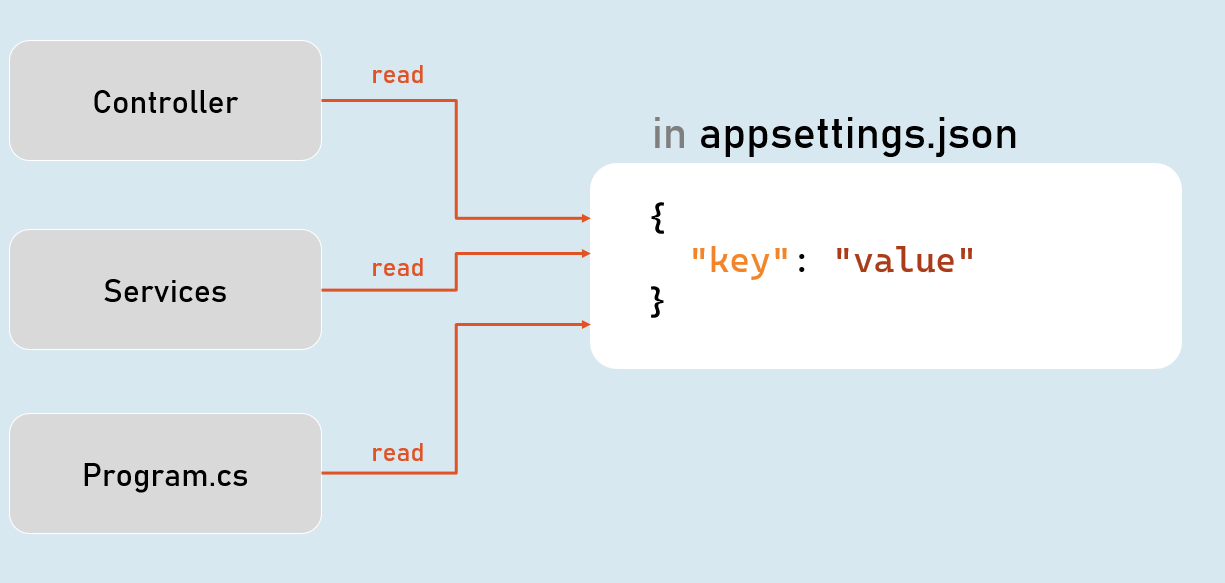 Controller
read
Services
read
Program.cs
read
in appsettings.json
{
"key": "value"
}